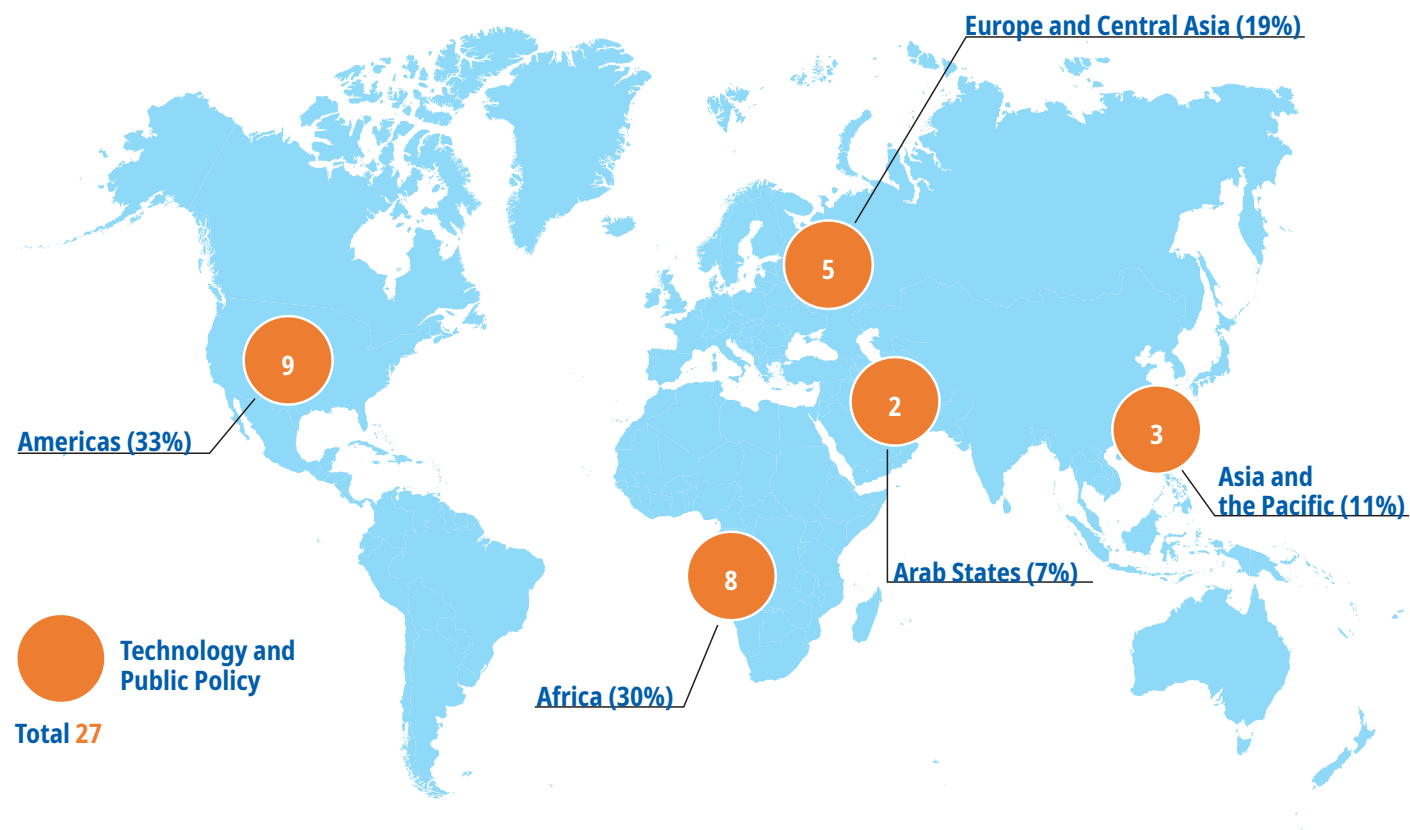 Europe and Central Asia (19%)
5
9
2
3
Americas (33%)
Asia and
the Pacific (11%)
Arab States (7%)
8
Technology and
Public Policy
Africa (30%)
Total 27